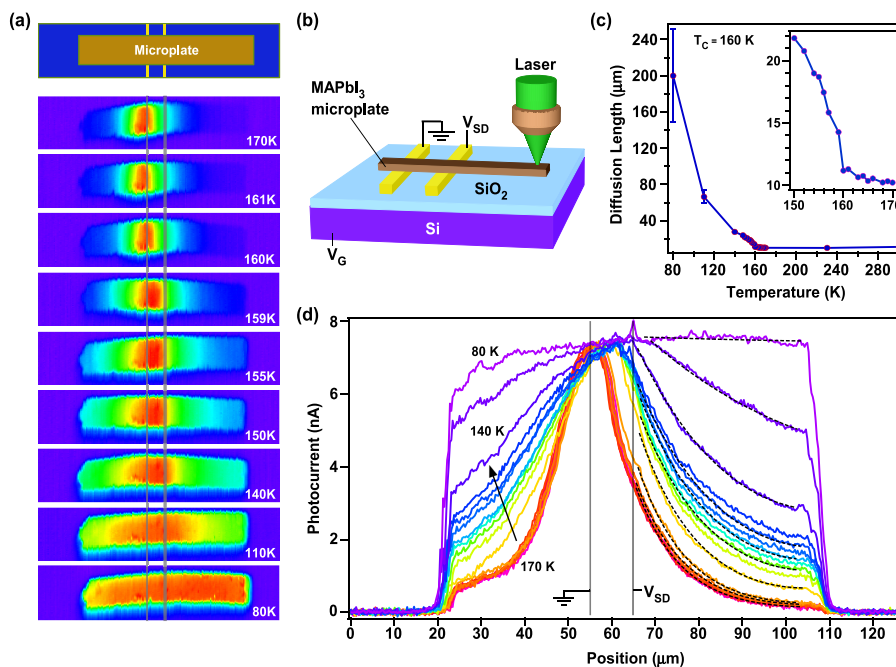 (a)
Microplate
170K
161K
160K
159K
155K
150K
140K
110K
80K
(b)
Laser
MAPbI3
microplate
VSD
SiO2
Si
VG
(c)
TC = 160 K
Diffusion Length (µm)
240
200
160
120
80
40
80
120
160
200
240
280
Temperature (K)
20
15
10
150
160
170
(d)
Photocurrent (nA)
8
6
4
2
0
80 K
140 K
170 K
VSD
0
10
20
30
40
50
60
70
80
90
100
110
120
Position (µm)